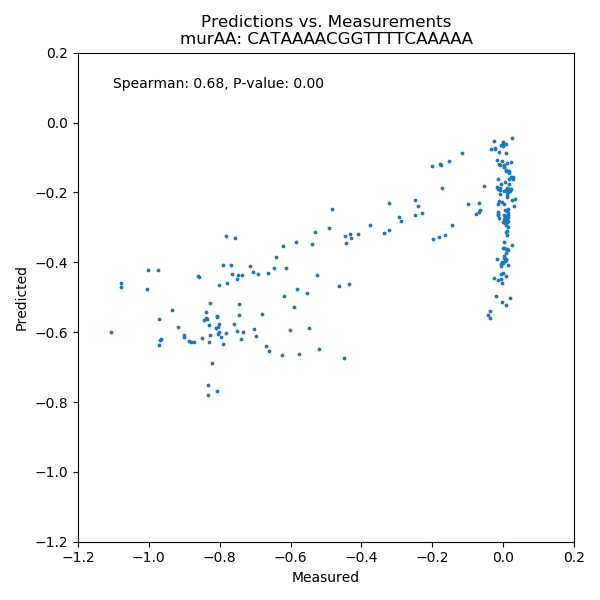 Predictions vs. Measurements
murAA: CATAAAACGGTTTTCAAAAA
Spearman: 0.68, P-value: 0.00
Predicted
0.2
0.0
−0.2
−0.4
−0.6
−0.8
−1.0
−1.2
−1.2 −1.0 −0.8 −0.6 −0.4 −0.2 0.0 0.2
Measured